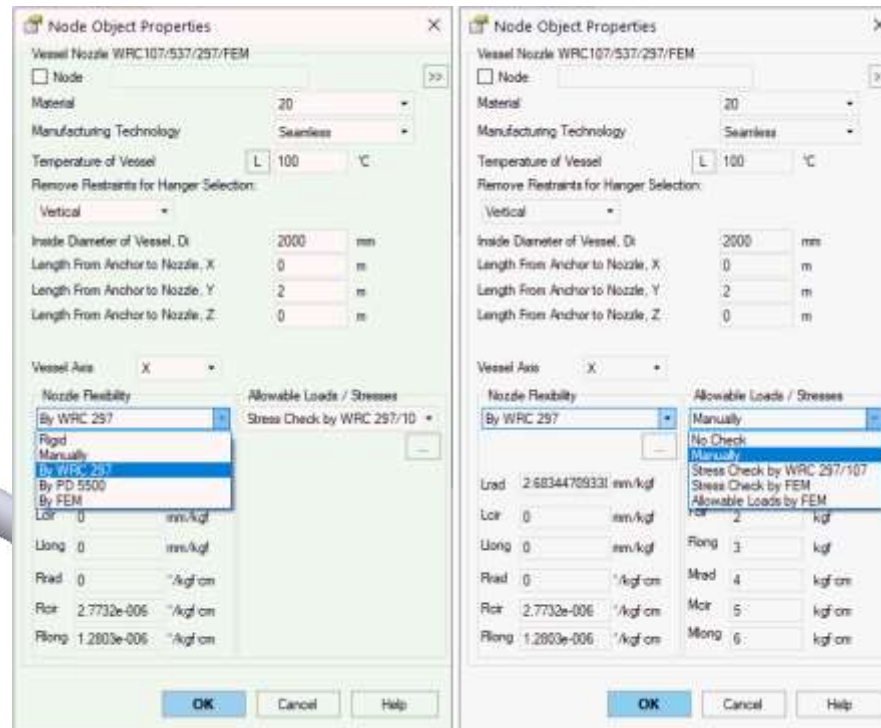 Node Object Properties
Vessel Nozzle WRC107/537/297/FEM
Node
>>
Material 20
Manufacturing Technology Seamless
Temperature of Vessel L 100 °C
Remove Restraints for Hanger Selection:
Vertical
Inside Diameter of Vessel, Di 2000 mm
Length From Anchor to Nozzle, X 0 m
Length From Anchor to Nozzle, Y 2 m
Length From Anchor to Nozzle, Z 0 m
Vessel Axis X
Nozzle Flexibility
Allowable Loads / Stresses
By WRC 297
Stress Check by WRC 297/10
...
Rigid
Manually
By WRC 297
By PD 5500
By FEM
Lcir 0 mm/kgf
Llong 0 mm/kgf
Rrad 0 °/kgf cm
Rcir 2.7732e-006 °/kgf cm
Rlong 1.2803e-006 °/kgf cm
OK Cancel Help
Node Object Properties
Vessel Nozzle WRC107/537/297/FEM
Node
Material 20
Manufacturing Technology Seamless
Temperature of Vessel L 100 °C
Remove Restraints for Hanger Selection:
Vertical
Inside Diameter of Vessel, Di 2000 mm
Length From Anchor to Nozzle, X 0 m
Length From Anchor to Nozzle, Y 2 m
Length From Anchor to Nozzle, Z 0 m
Vessel Axis X
Nozzle Flexibility
Allowable Loads / Stresses
By WRC 297
Manually
...
No Check
Manually
Stress Check by WRC 297/107
Stress Check by FEM
Allowable Loads by FEM
Lrad mm/kgf
Lcir 0 mm/kgf
2 kgf
Llong 0 mm/kgf
Flong 3 kgf
Rrad 0 °/kgf cm
Mrad 4 kgf cm
Rcir 2.7732e-006 °/kgf cm
Mcir 5 kgf cm
Rlong 1.2803e-006 °/kgf cm
Mlong 6 kgf cm
OK Cancel Help